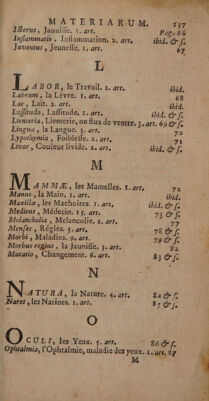 MATERIARUM. 137
Icterus, Jaunisse. 1. art. Pag. 66
Inflammatio. Inflammation. 2. art. ibid. & s.
Juventus, Jeunesse. 1. art. 67
L
LABOR, le Travail. 2. art. ibid.
Labrum, la Lévre. 1. art. 68
Lac, Lait. 2. art. ibid.
Lassitudo, Lassitude. 2. art. ibid. & s.
Lienteria, Lienterie, ou flux de ventre. 3. art. 69 & s.
Lingua, la Langue. 3. art. 70
Lypothymia, Foiblesse. 2. art. 71
Livor, Couleur livide. 2. art. ibid. & s.
M
MAMMÆ, les Mamelles. 1. art. 72
Manus, la Main. 1. art. ibid.
Maxillæ, les Machoires. 1. art. ibid. & s.
Medicus, Médecin. 15. art. 73 & s.
Melancholia, Melancolie. 2. art. 77
Menses, Régles. 5. art. 78 & s.
Morbi, Maladies. 9. art. 79 & s.
Morbus regius, la Jaunisse. 5. art. 82
Mutatio, Changement. 6. art. 83 & s.
N
NATURA, la Nature. 4. art. 84 & s.
Nares, les Narines. 1. art. 85 & s.
O
OCULI, les Yeux. 5. art. 86 & s.
Opthalmia, l'Ophtalmie, maladie des yeux. 1. art. 87
M